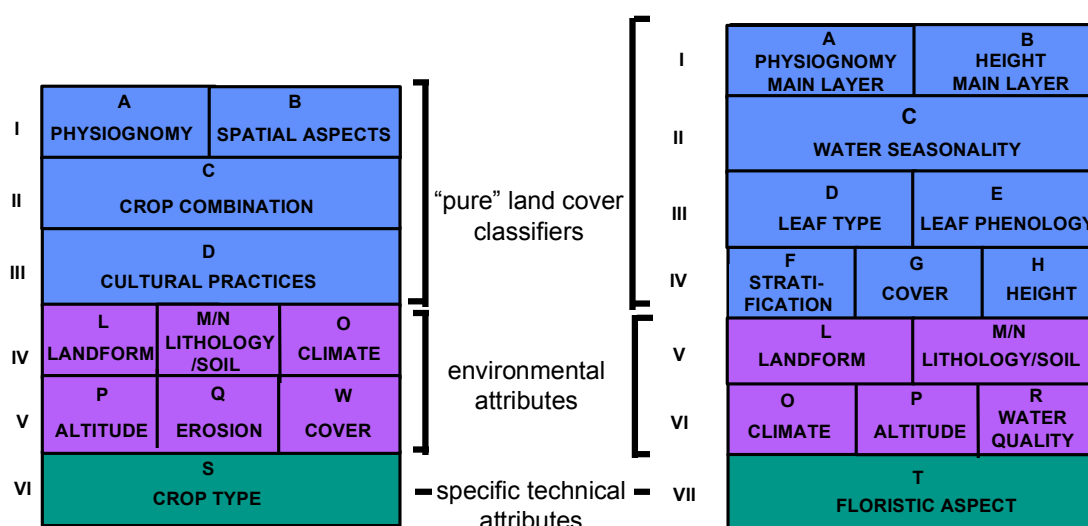 I
A
B
PHYSIOGNOMY
SPATIAL ASPECTS
II
C
CROP COMBINATION
III
D
CULTURAL PRACTICES
IV
L
M/N
O
LANDFORM
LITHOLOGY
/SOIL
CLIMATE
V
P
Q
W
ALTITUDE
EROSION
COVER
VI
S
CROP TYPE
“pure” land cover
classifiers
environmental
attributes
specific technical
attributes
I
A
B
PHYSIOGNOMY
MAIN LAYER
HEIGHT
MAIN LAYER
II
C
WATER SEASONALITY
III
D
E
LEAF TYPE
LEAF PHENOLOGY
IV
F
G
H
STRATI-
FICATION
COVER
HEIGHT
V
L
M/N
LANDFORM
LITHOLOGY/SOIL
VI
O
P
R
CLIMATE
ALTITUDE
WATER
QUALITY
VII
T
FLORISTIC ASPECT